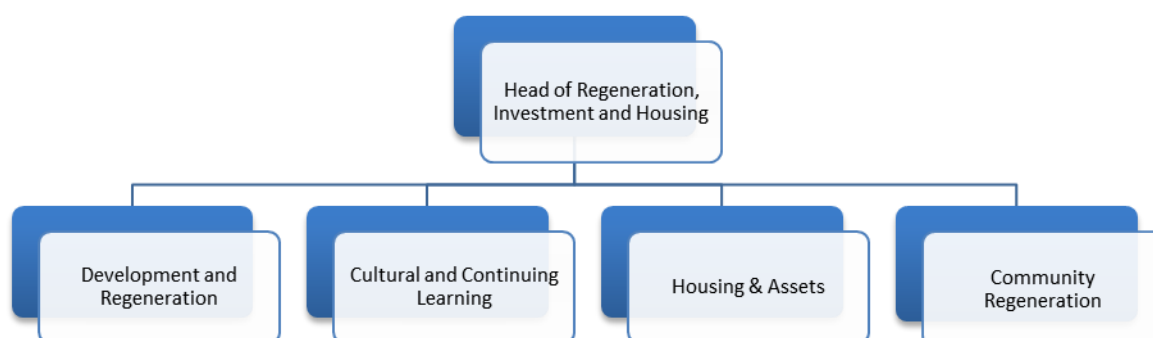 Head of Regeneration,
Investment and Housing
Development and
Regeneration
Cultural and Continuing
Learning
Housing & Assets
Community
Regeneration